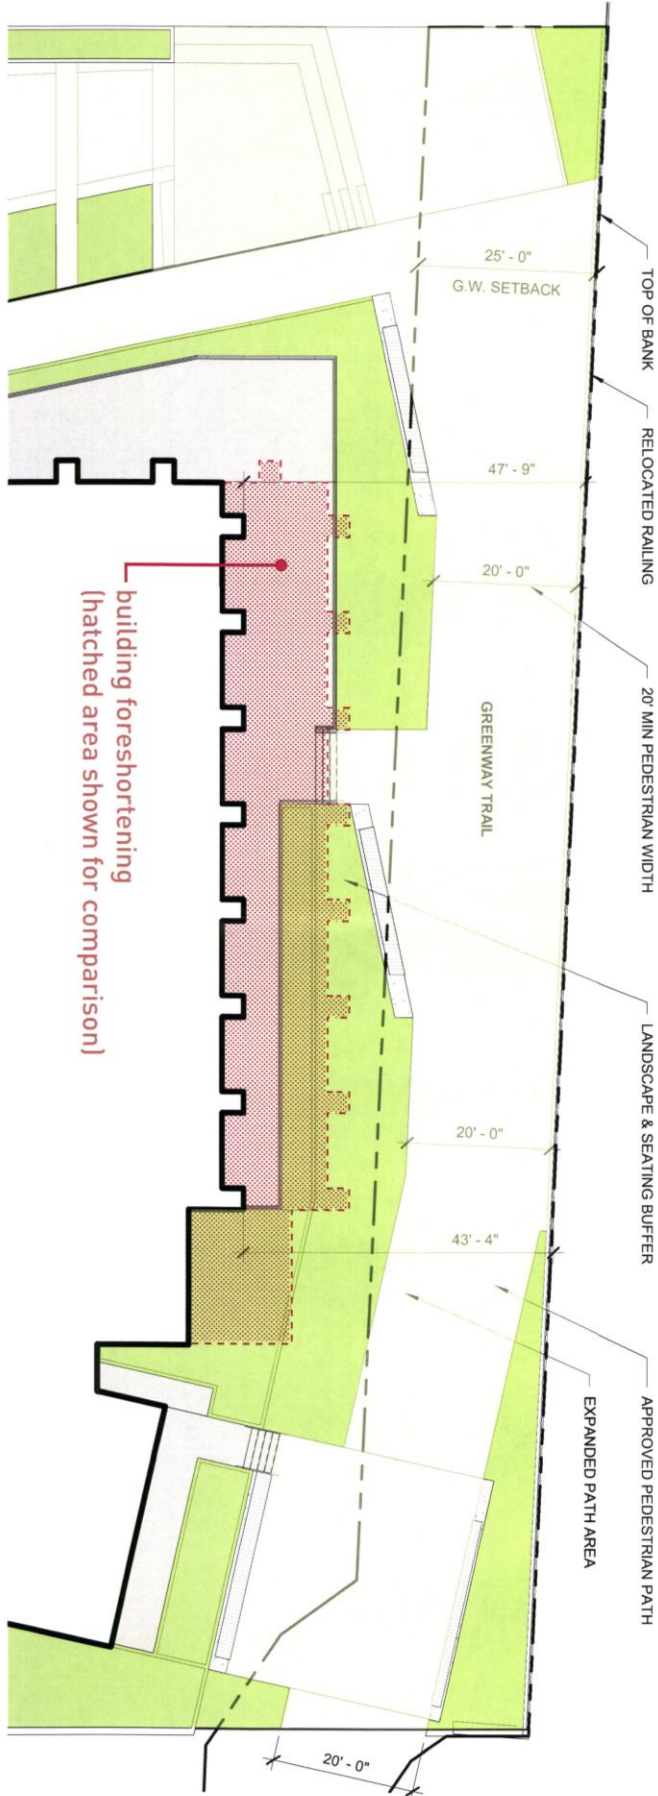 TOP OF BANK
25' - 0"
G.W. SETBACK
RELOCATED RAILING
47' - 9"
20' - 0"
20' MIN PEDESTRIAN WIDTH
building foreshortening
(hatched area shown for comparison)
GREENWAY TRAIL
LANDSCAPE & SEATING BUFFER
20' - 0"
43' - 4"
APPROVED PEDESTRIAN PATH
EXPANDED PATH AREA
20' - 0"